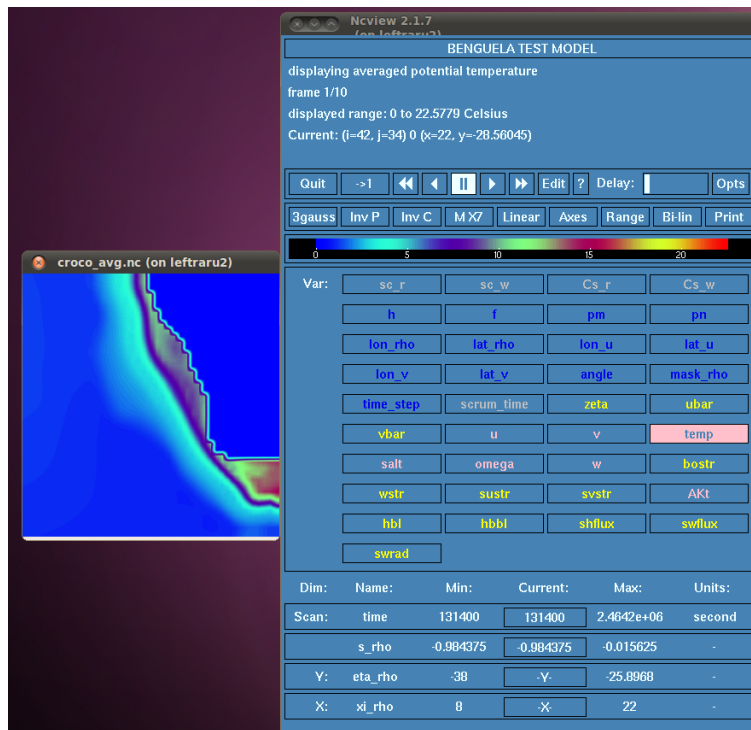 Ncview 2.1.7
(on leftraru2)
BENGUELA TEST MODEL
displaying averaged potential temperature
frame 1/10
displayed range: 0 to 22.5779 Celsius
Current: (i=42, j=34) 0 (x=22, y=-28.56045)
Quit ->1 Edit ? Delay: Opts
3gauss Inv P Inv C M X7 Linear Axes Range Bi-lin Print
0 5 10 15 20
croco_avg.nc (on leftraru2)
Var: sc_r sc_w Cs_r Cs_w
h f pm pn
lon_rho lat_rho lon_u lat_u
lon_v lat_v angle mask_rho
time_step scrum_time zeta ubar
vbar u v temp
salt omega w bostr
wstr sustr svstr AKt
hbl hbbl shflux swflux
swrad
Dim: Name: Min: Current: Max: Units:
Scan: time 131400 131400 2.4642e+06 second
s_rho -0.984375 -0.984375 -0.015625 -
Y: eta_rho -38 -Y- -25.8968 -
X: xi_rho 8 -X- 22 -